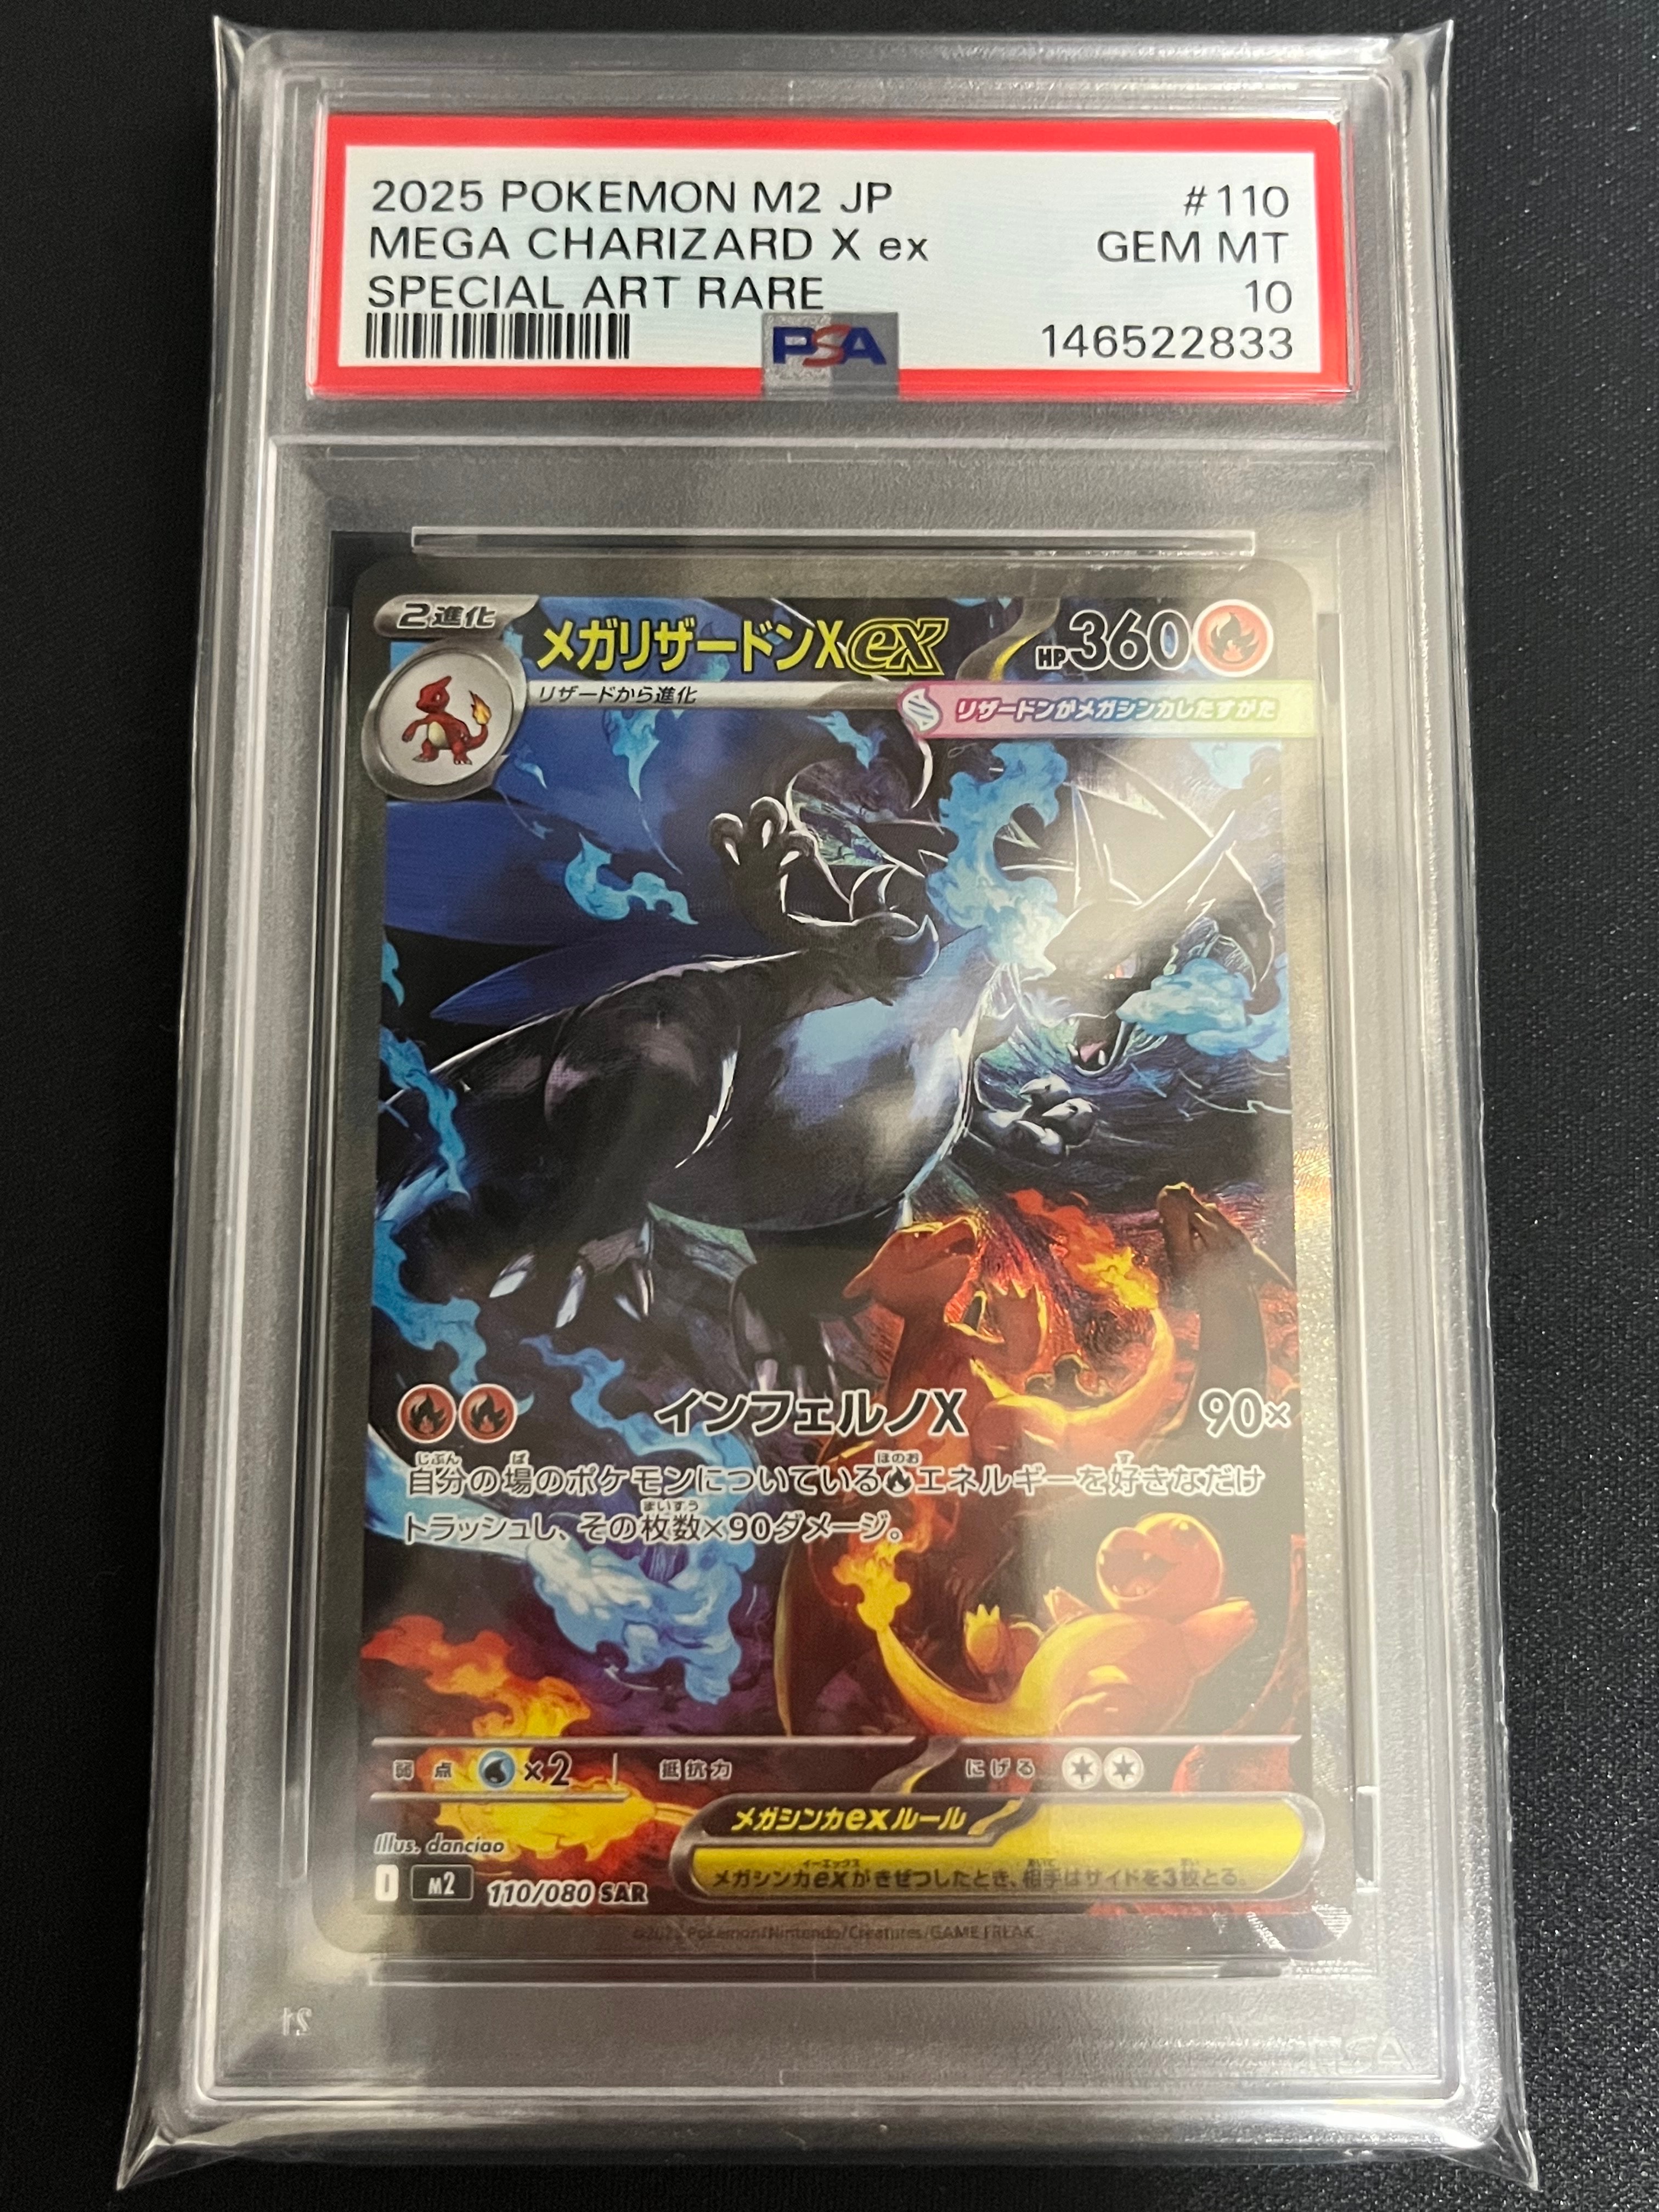 2025 POKEMON M2 JP #110
MEGA CHARIZARD X ex GEM MT
SPECIAL ART RARE 10
PSA 146522833
2進化
メガリザードンXex HP360
リザードから進化
リザードンがメガシンカしたすがた
インフェルノX 90×
自分の場のポケモンについているエネルギーを好きなだけ
トラッシュし、その枚数×90ダメージ。
弱点 ×2 抵抗力 にげる
メガシンカexルール
メガシンカexがきぜつしたとき、相手はサイドを3枚とる。
Illus. danciao
M2 110/080 SAR
Pokémon/Nintendo/Creatures/GAME FREAK
21
PSA